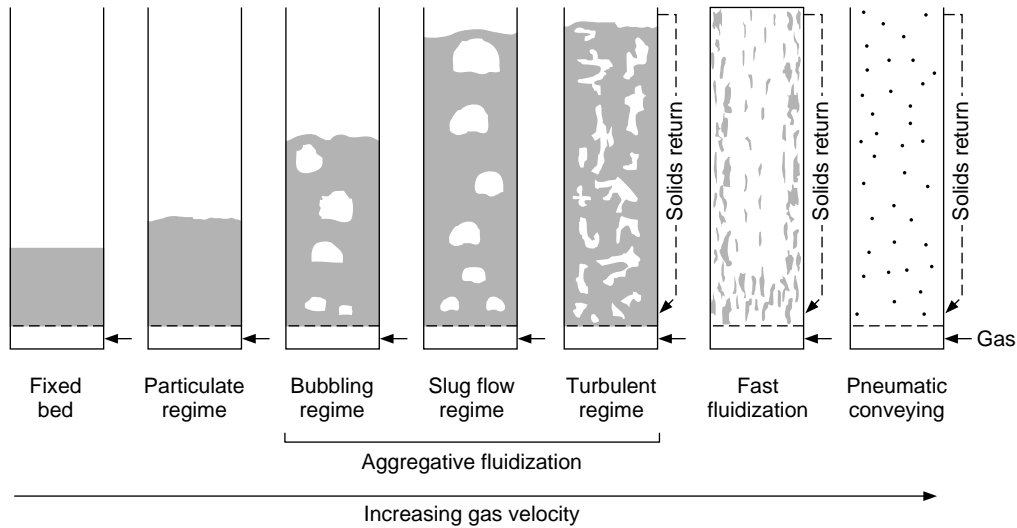 Solids return
Solids return
Solids return
Gas
Fixed
bed
Particulate
regime
Bubbling
regime
Slug flow
regime
Turbulent
regime
Fast
fluidization
Pneumatic
conveying
Aggregative fluidization
Increasing gas velocity